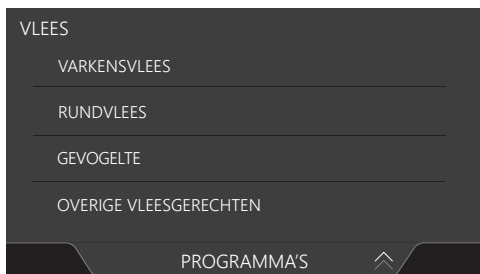 VLEES
VARKENSVLEES
RUNDVLEES
GEVOGELTE
OVERIGE VLEESGERECHTEN
PROGRAMMA'S